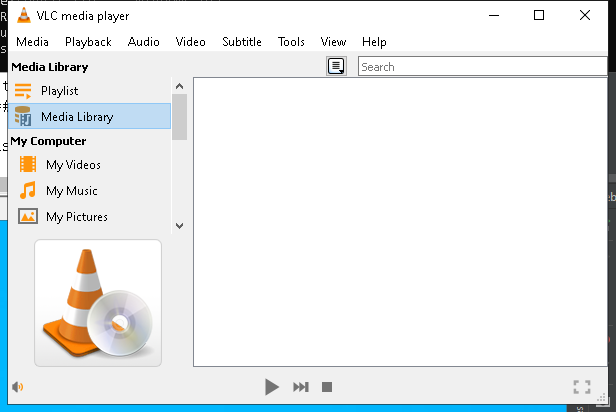 VLC media player
Media Playback Audio Video Subtitle Tools View Help
Media Library
Search
Playlist
Media Library
My Computer
My Videos
My Music
My Pictures